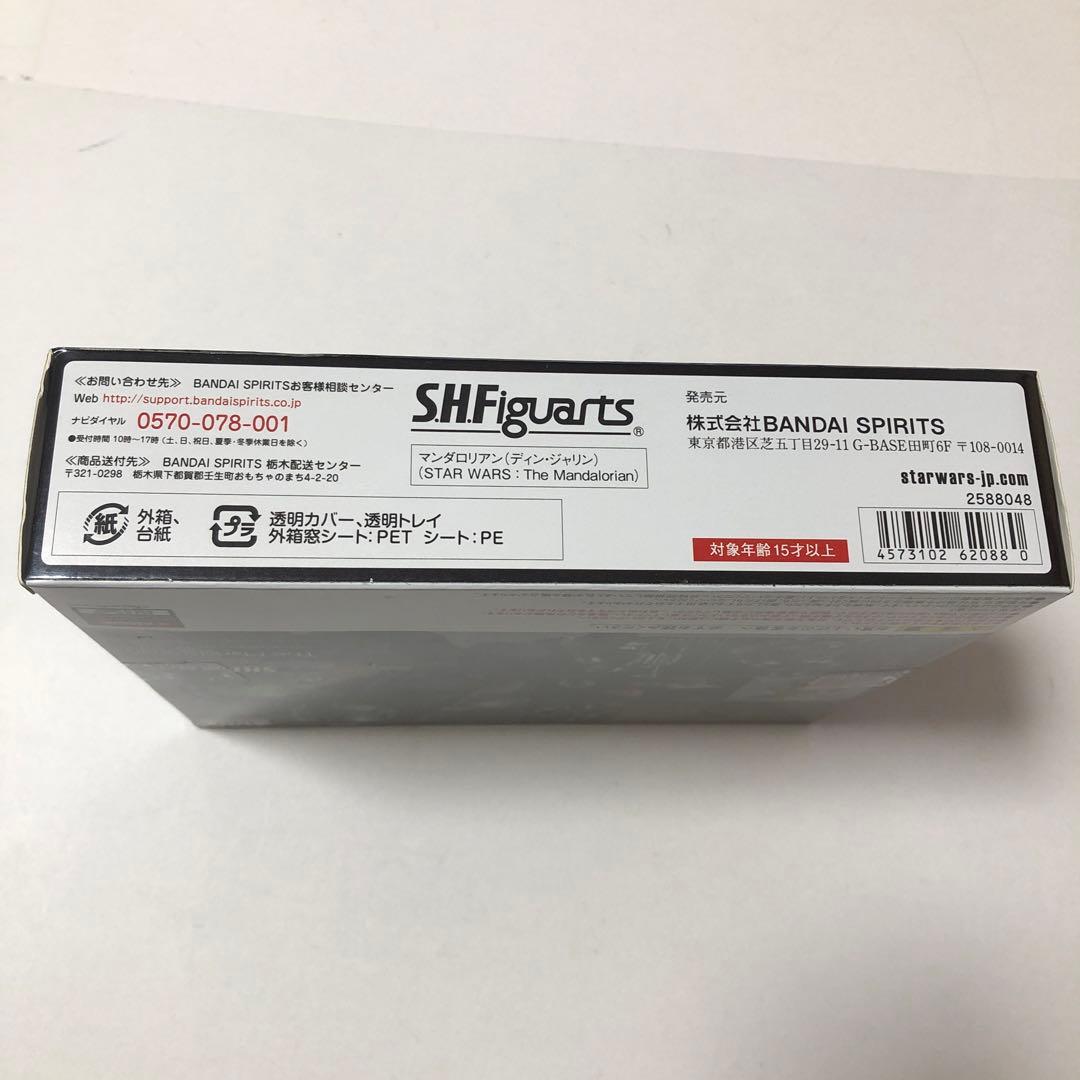 ≪お問い合わせ先≫ BANDAI SPIRITSお客様相談センター
Web http://support.bandaispirits.co.jp
ナビダイヤル 0570-078-001
●受付時間 10時〜17時(土、日、祝日、夏季・冬季休業日を除く)
≪商品送付先≫ BANDAI SPIRITS 栃木配送センター
〒321-0298 栃木県下都賀郡壬生町おもちゃのまち4-2-20
紙 外箱、
台紙
プラ 透明カバー、透明トレイ
外箱窓シート:PET シート:PE
S.H.Figuarts®
マンダロリアン(ディン・ジャリン)
(STAR WARS:The Mandalorian)
発売元
株式会社BANDAI SPIRITS
東京都港区芝五丁目29-11 G-BASE田町6F 〒108-0014
starwars-jp.com
2588048
対象年齢15才以上
4573102 62088 0